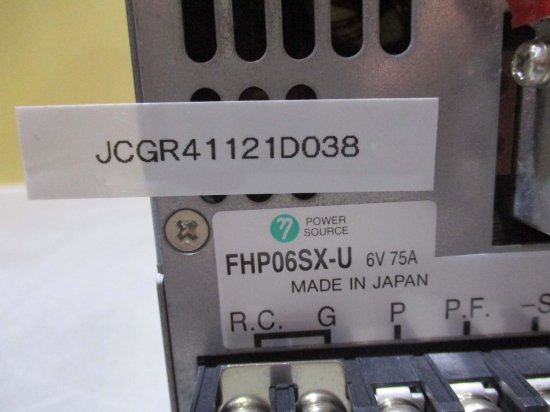 JCGR41121D038
η POWER
SOURCE
FHP06SX-U 6V 75A
MADE IN JAPAN
R.C. G P P.F. -S